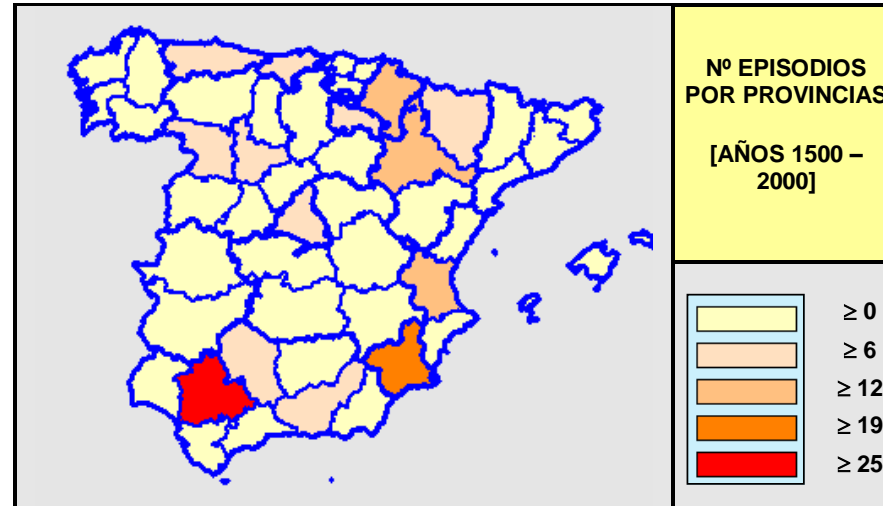 Nº EPISODIOS
POR PROVINCIAS
[AÑOS 1500 –
2000]
≥ 0
≥ 6
≥ 12
≥ 19
≥ 25